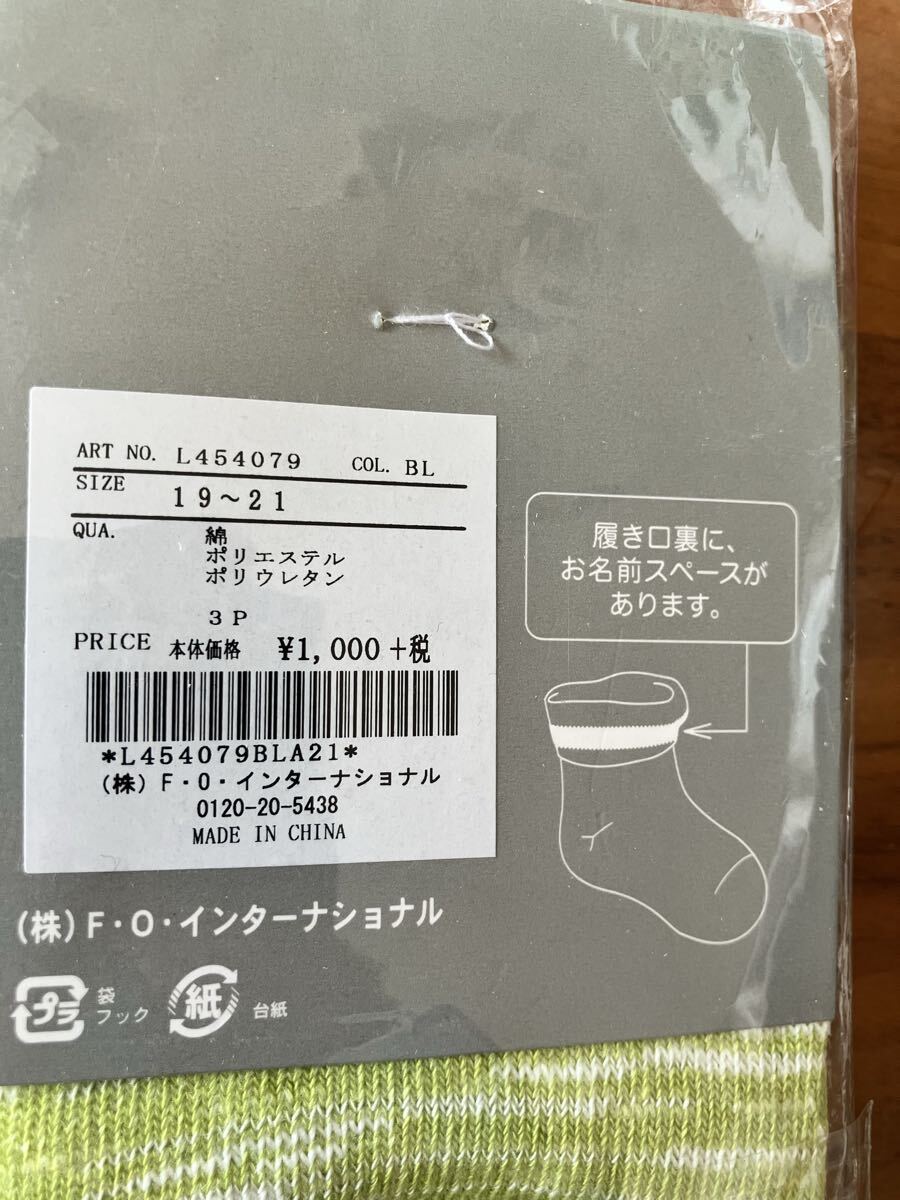 ART NO. L454079 COL. BL
SIZE 19～21
QUA. 綿
ポリエステル
ポリウレタン
3P
PRICE 本体価格 ¥1,000+税
*L454079BLA21*
(株)F・O・インターナショナル
0120-20-5438
MADE IN CHINA
履き口裏に、
お名前スペースが
あります。
(株)F・O・インターナショナル
プラ 袋
フック
紙 台紙